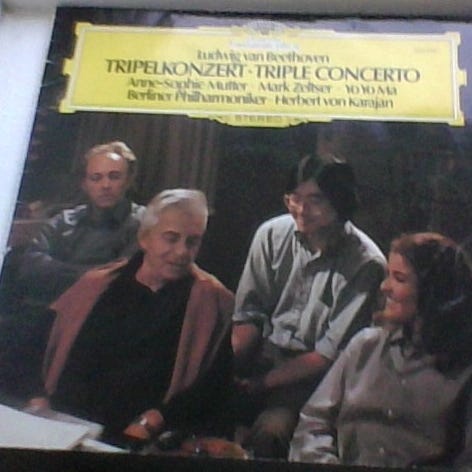 Ludwig van Beethoven
TRIPELKONZERT · TRIPLE CONCERTO
Anne-Sophie Mutter · Mark Zeltser · Yo Yo Ma
Berliner Philharmoniker · Herbert von Karajan
STEREO